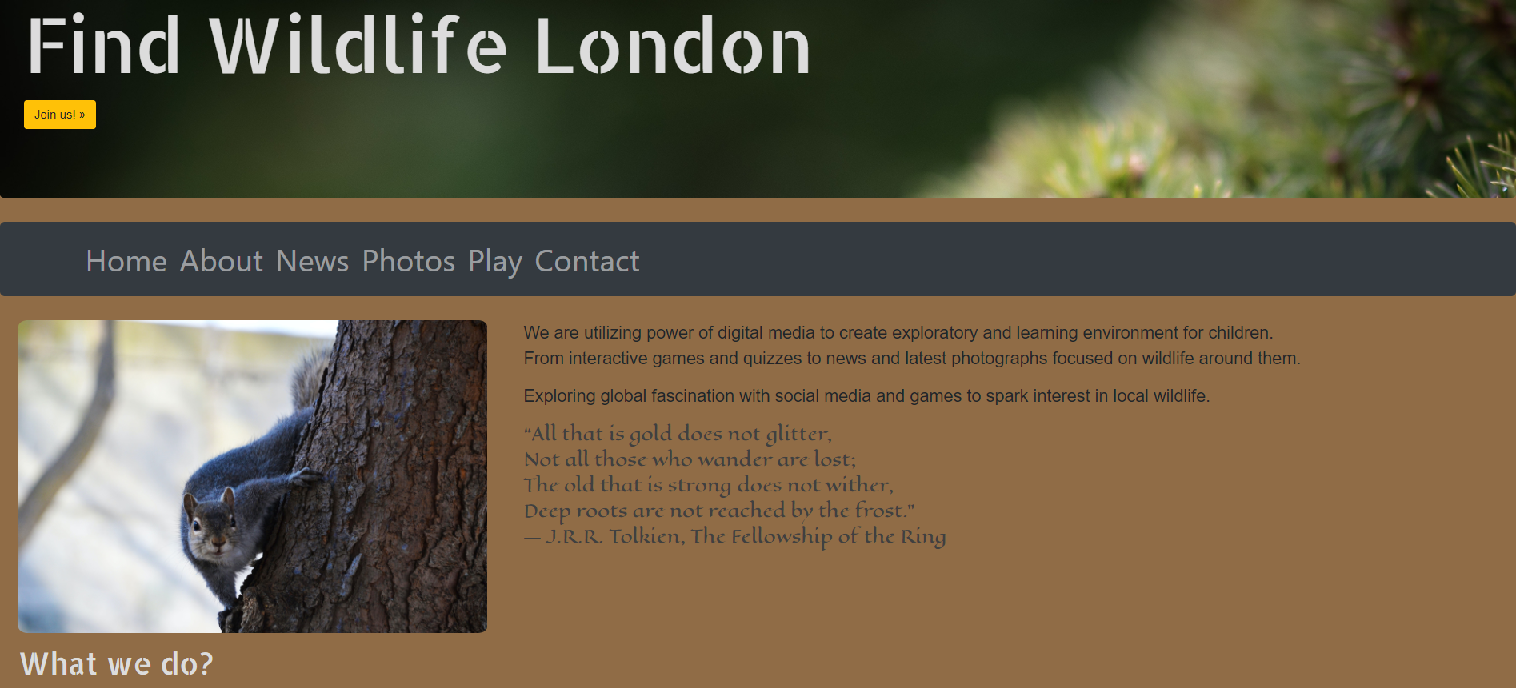 Find Wildlife London
Join us! »
Home About News Photos Play Contact
We are utilizing power of digital media to create exploratory and learning environment for children.
From interactive games and quizzes to news and latest photographs focused on wildlife around them.
Exploring global fascination with social media and games to spark interest in local wildlife.
“All that is gold does not glitter,
Not all those who wander are lost;
The old that is strong does not wither,
Deep roots are not reached by the frost.”
― J.R.R. Tolkien, The Fellowship of the Ring
What we do?